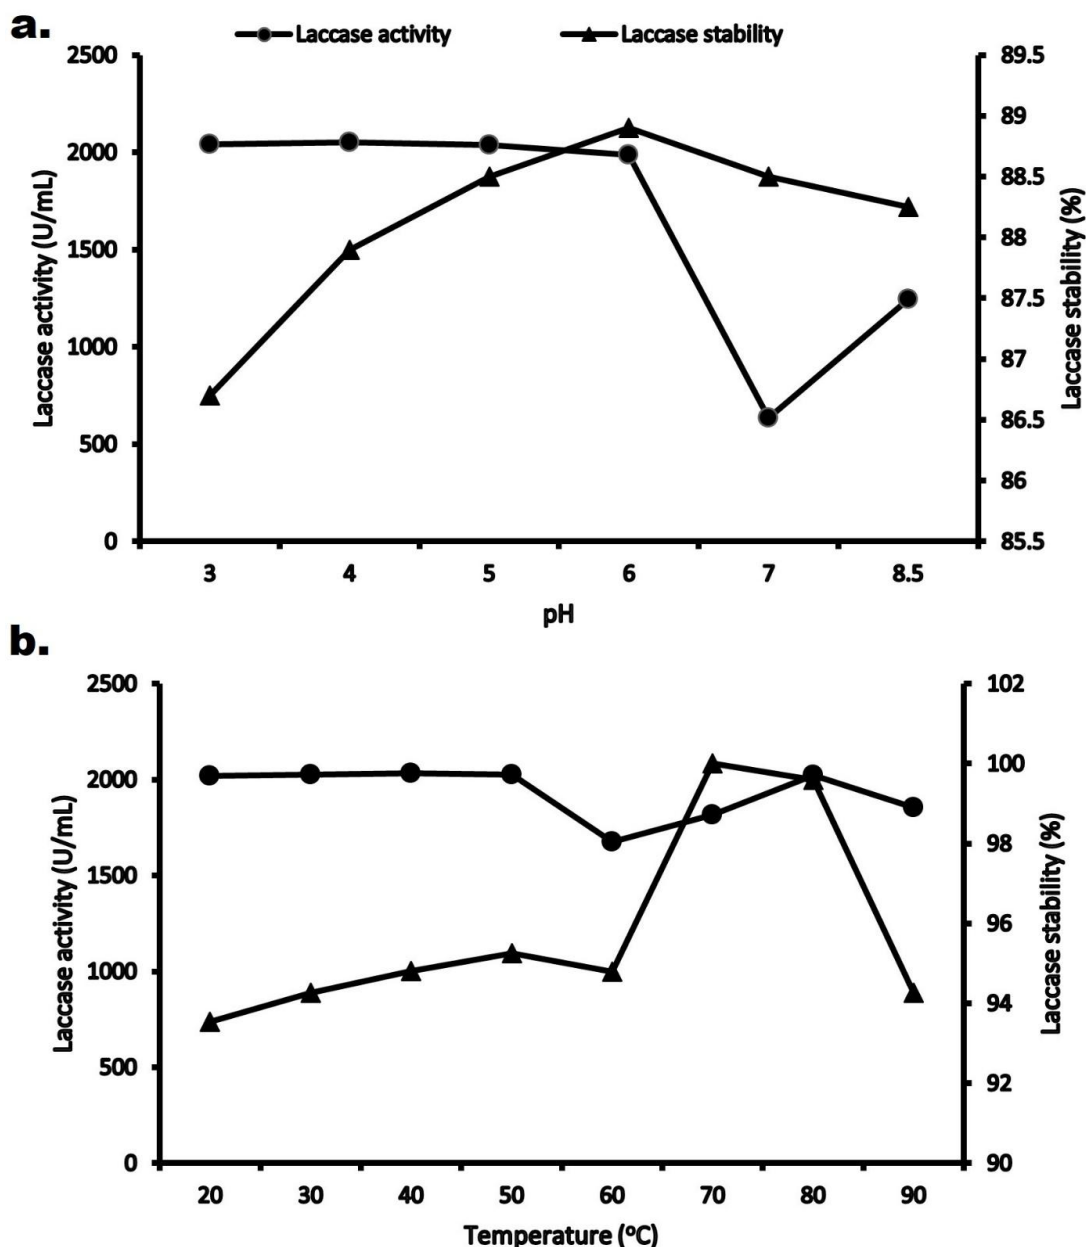 a.
Laccase activity
Laccase stability
Laccase activity (U/mL)
2500
2000
1500
1000
500
0
89.5
89
88.5
88
87.5
87
86.5
86
85.5
Laccase stability (%)
3 4 5 6 7 8.5
pH
b.
Laccase activity (U/mL)
2500
2000
1500
1000
500
0
102
100
98
96
94
92
90
Laccase stability (%)
20 30 40 50 60 70 80 90
Temperature (ºC)